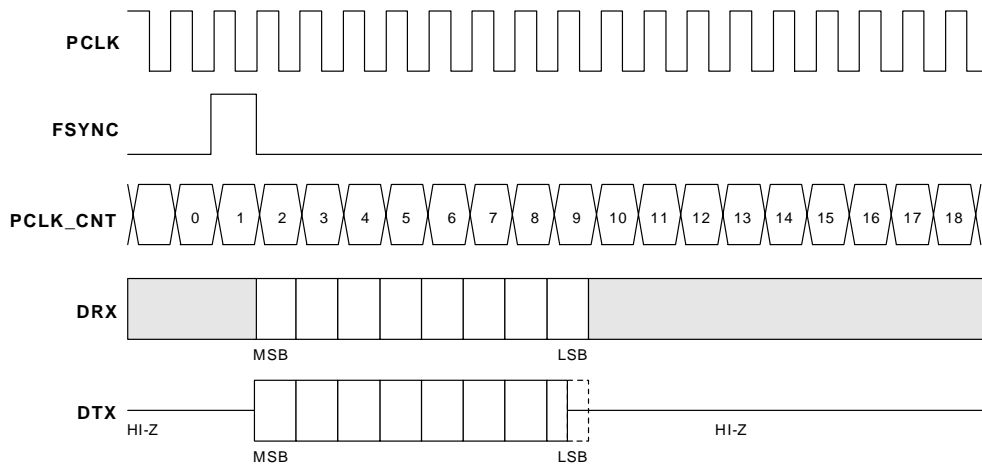 PCLK
FSYNC
PCLK_CNT
0 1 2 3 4 5 6 7 8 9 10 11 12 13 14 15 16 17 18
DRX
MSB LSB
DTX
HI-Z HI-Z
MSB LSB